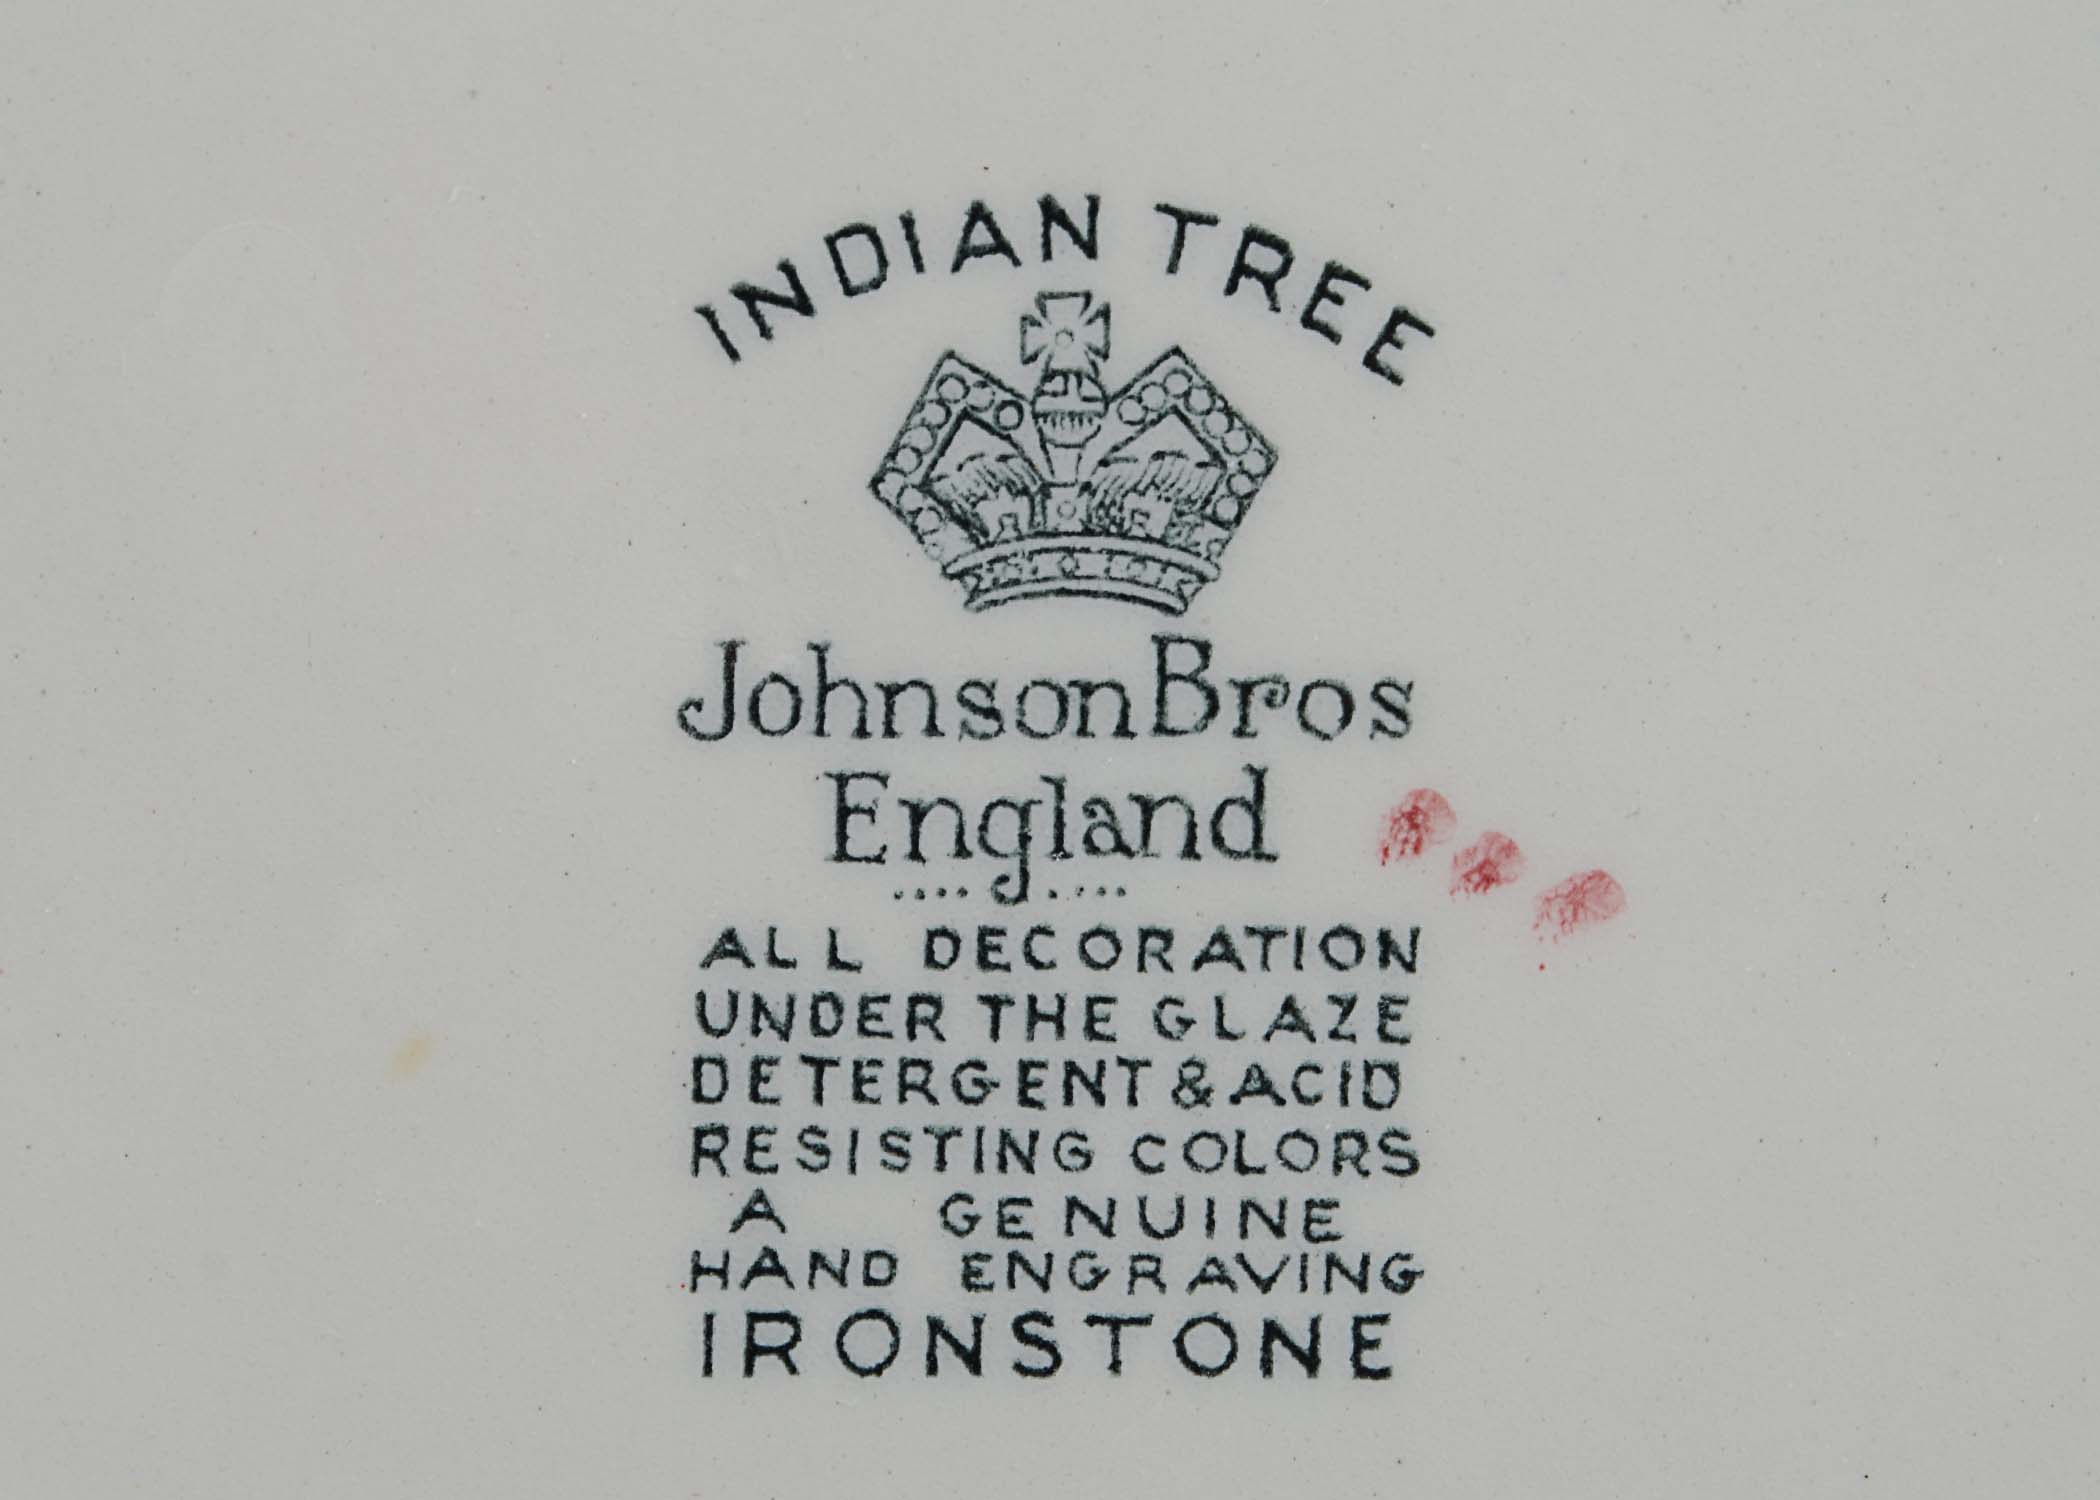 INDIAN TREE
Johnson Bros
England
ALL DECORATION
UNDER THE GLAZE
DETERGENT & ACID
RESISTING COLORS
A GENUINE
HAND ENGRAVING
IRONSTONE